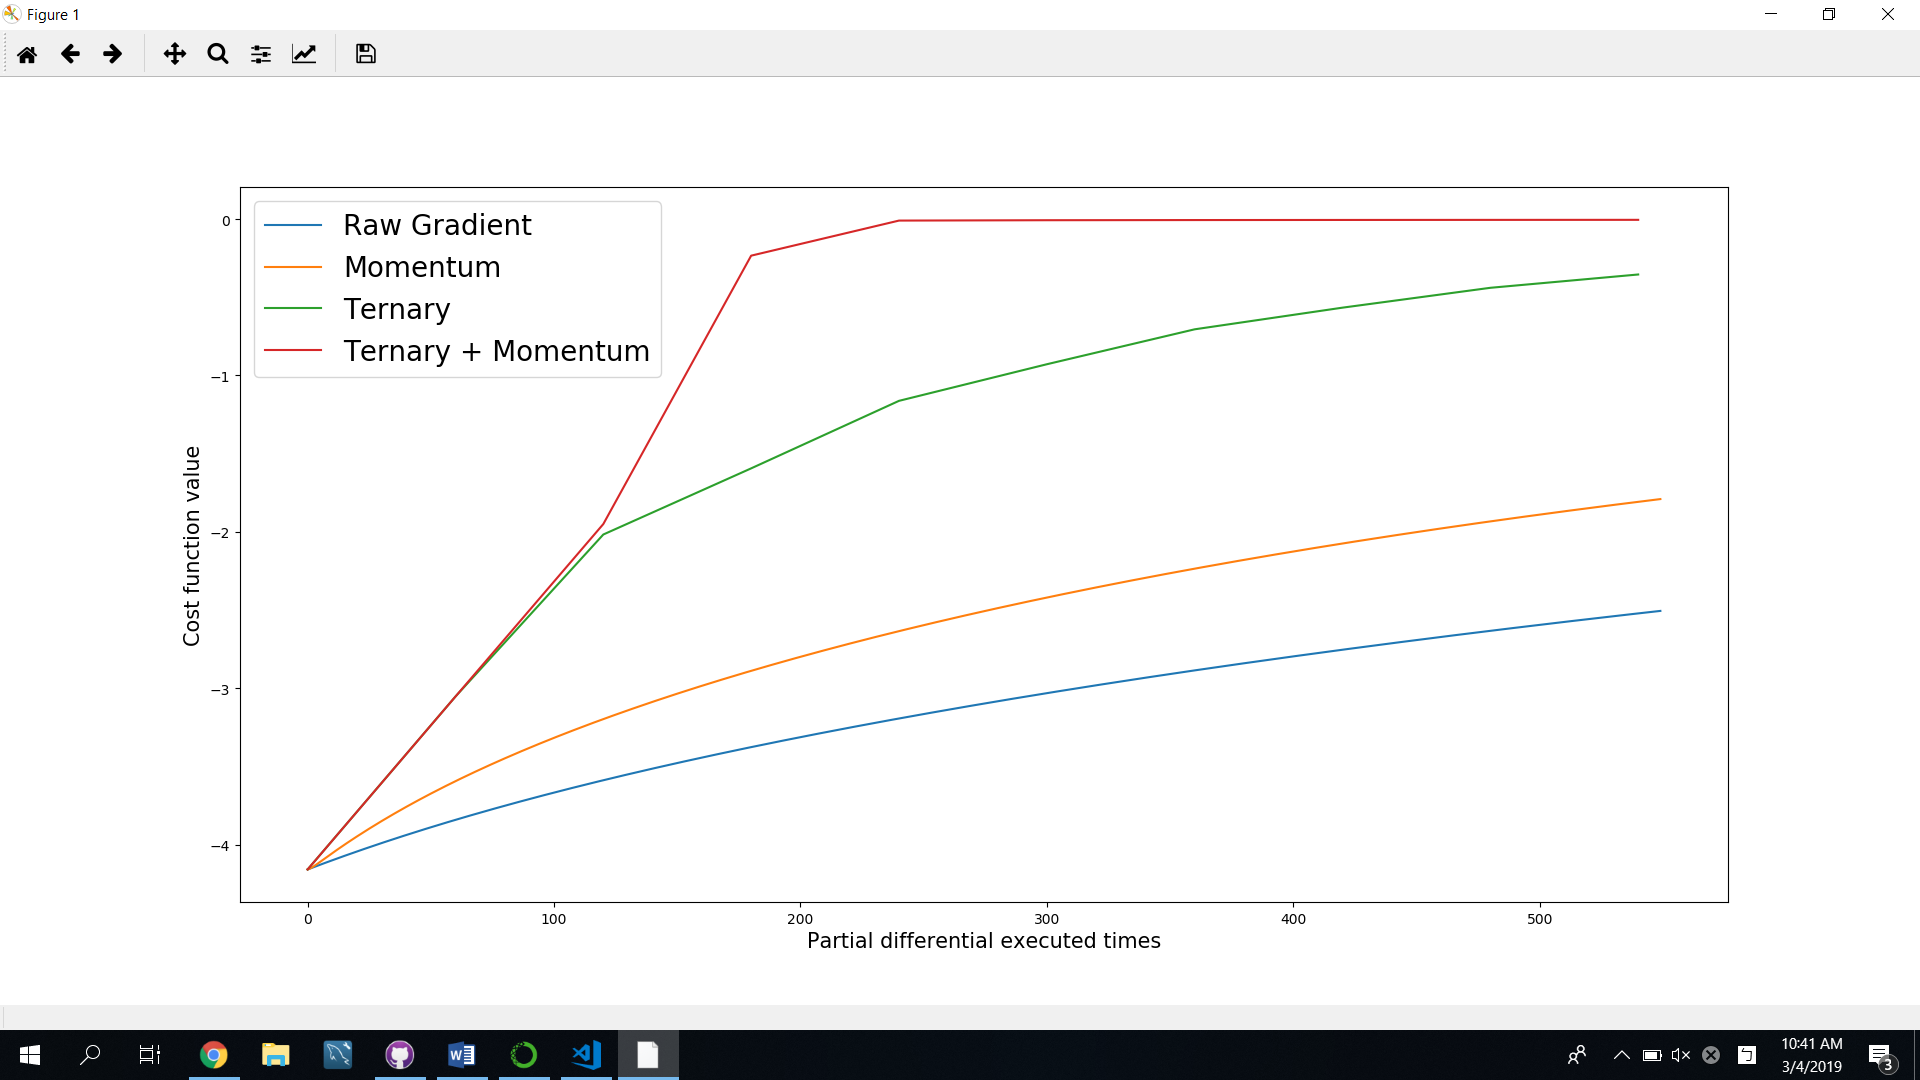 Figure 1
Raw Gradient
Momentum
Ternary
Ternary + Momentum
0
−1
−2
−3
−4
Cost function value
0 100 200 300 400 500
Partial differential executed times
10:41 AM
3/4/2019
3